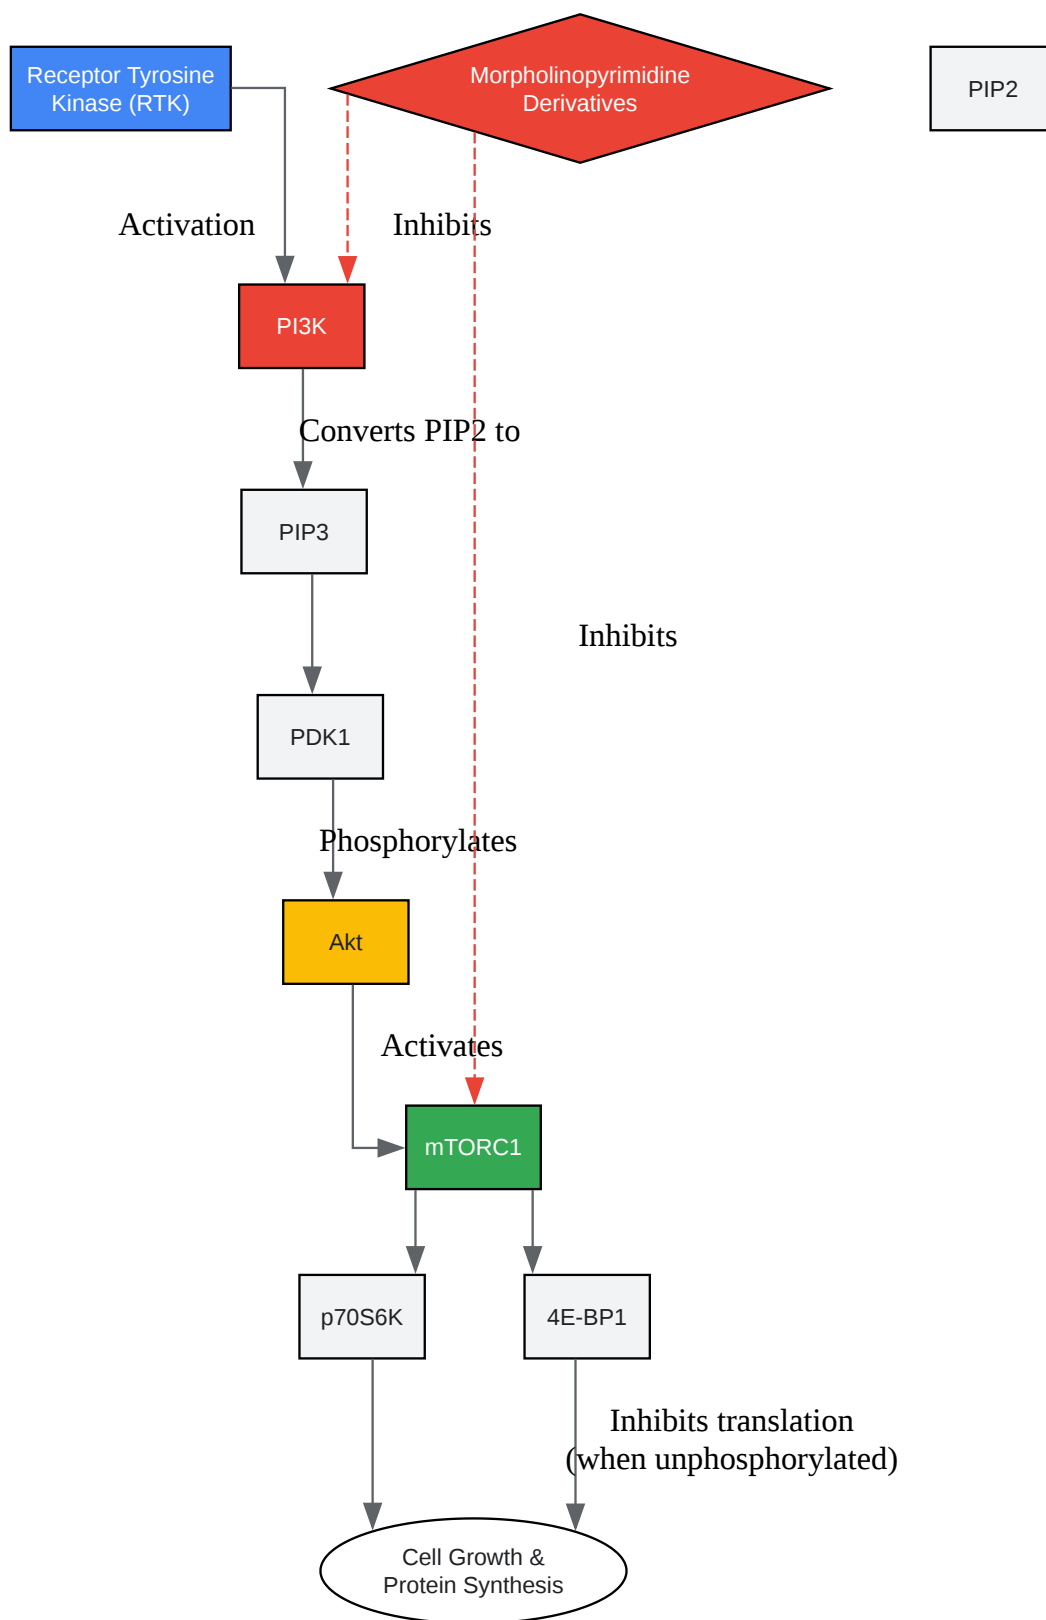 Receptor Tyrosine
Kinase (RTK)
Morpholinopyrimidine
Derivatives
PIP2
Activation
Inhibits
PI3K
Converts PIP2 to
PIP3
Inhibits
PDK1
Phosphorylates
Akt
Activates
mTORC1
p70S6K
4E-BP1
Inhibits translation
(when unphosphorylated)
Cell Growth &
Protein Synthesis